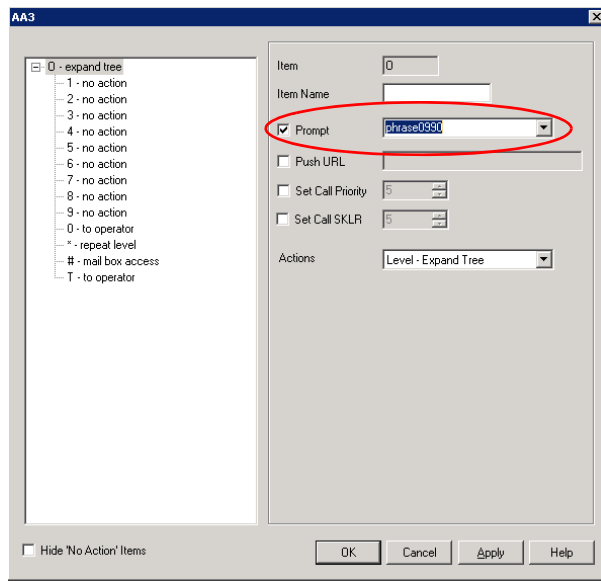 AA3
0 - expand tree
1 - no action
2 - no action
3 - no action
4 - no action
5 - no action
6 - no action
7 - no action
8 - no action
9 - no action
0 - to operator
* - repeat level
# - mail box access
T - to operator
Item 0
Item Name
Prompt phrase0990
Push URL
Set Call Priority 5
Set Call SKLR 5
Actions Level - Expand Tree
Hide 'No Action' Items
OK Cancel Apply Help